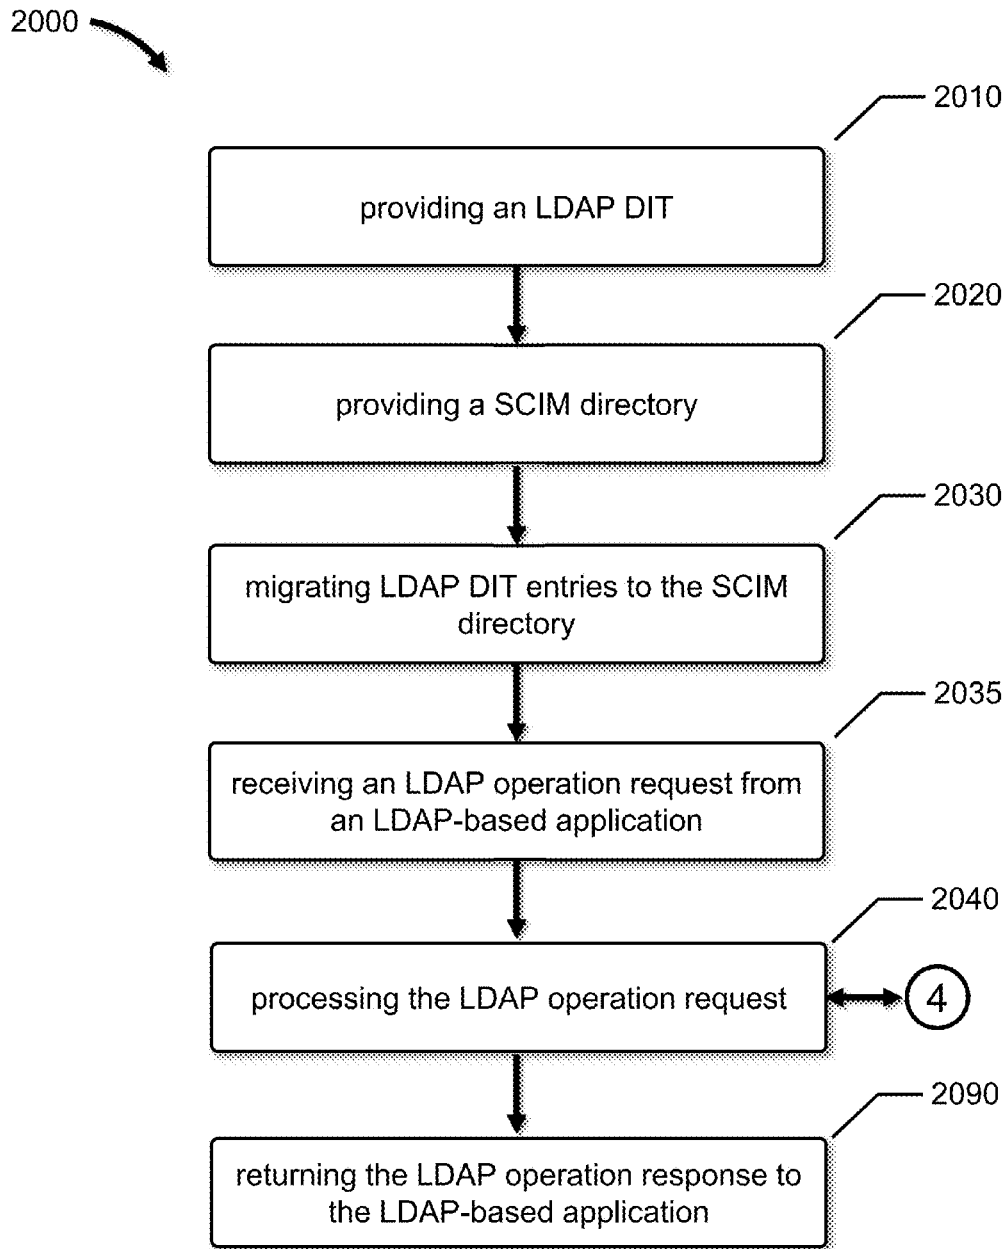 2000
2010
providing an LDAP DIT
2020
providing a SCIM directory
2030
migrating LDAP DIT entries to the SCIM
directory
2035
receiving an LDAP operation request from
an LDAP-based application
2040
processing the LDAP operation request
4
2090
returning the LDAP operation response to
the LDAP-based application